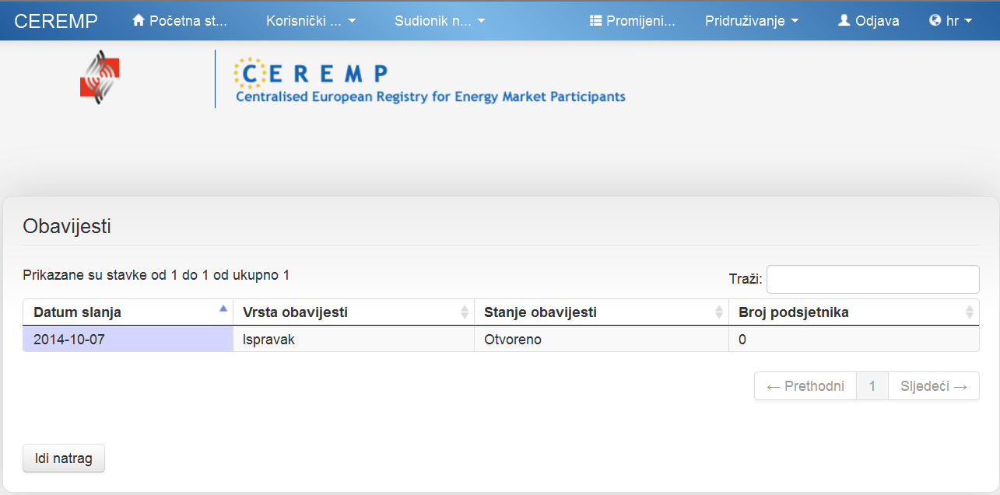 CEREMP Početna st... Korisnički ... Sudionik n... Promijeni... Pridruživanje Odjava hr
CEREMP
Centralised European Registry for Energy Market Participants
Obavijesti
Prikazane su stavke od 1 do 1 od ukupno 1
Traži:
Datum slanja Vrsta obavijesti Stanje obavijesti Broj podsjetnika
2014-10-07 Ispravak Otvoreno 0
← Prethodni 1 Sljedeći →
Idi natrag